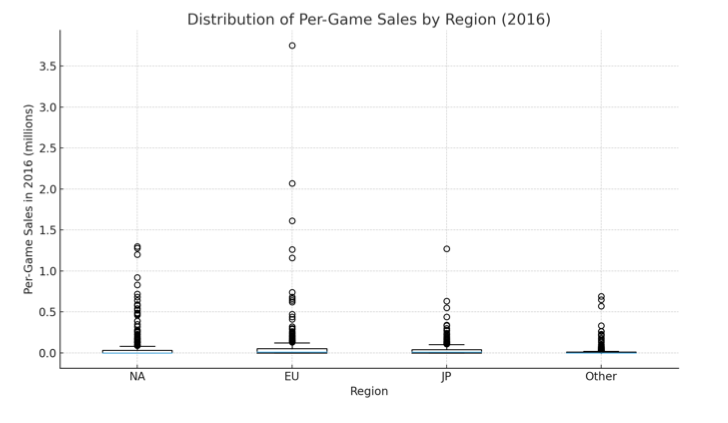 Distribution of Per-Game Sales by Region (2016)
Per-Game Sales in 2016 (millions)
3.5
3.0
2.5
2.0
1.5
1.0
0.5
0.0
NA EU JP Other
Region